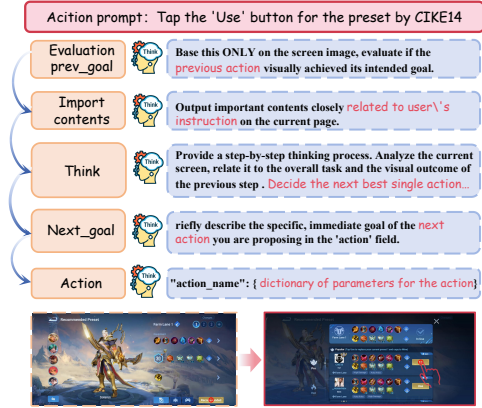 Acition prompt: Tap the 'Use' button for the preset by CIKE14
Evaluation
prev_goal
Think
Base this ONLY on the screen image, evaluate if the
previous action visually achieved its intended goal.
Import
contents
Think
Output important contents closely related to user\'s
instruction on the current page.
Think
Think
Provide a step-by-step thinking process. Analyze the current
screen, relate it to the overall task and the visual outcome of
the previous step . Decide the next best single action...
Next_goal
Think
riefly describe the specific, immediate goal of the next
action you are proposing in the 'action' field.
Action
Think
"action_name": { dictionary of parameters for the action}
Recommended Preset